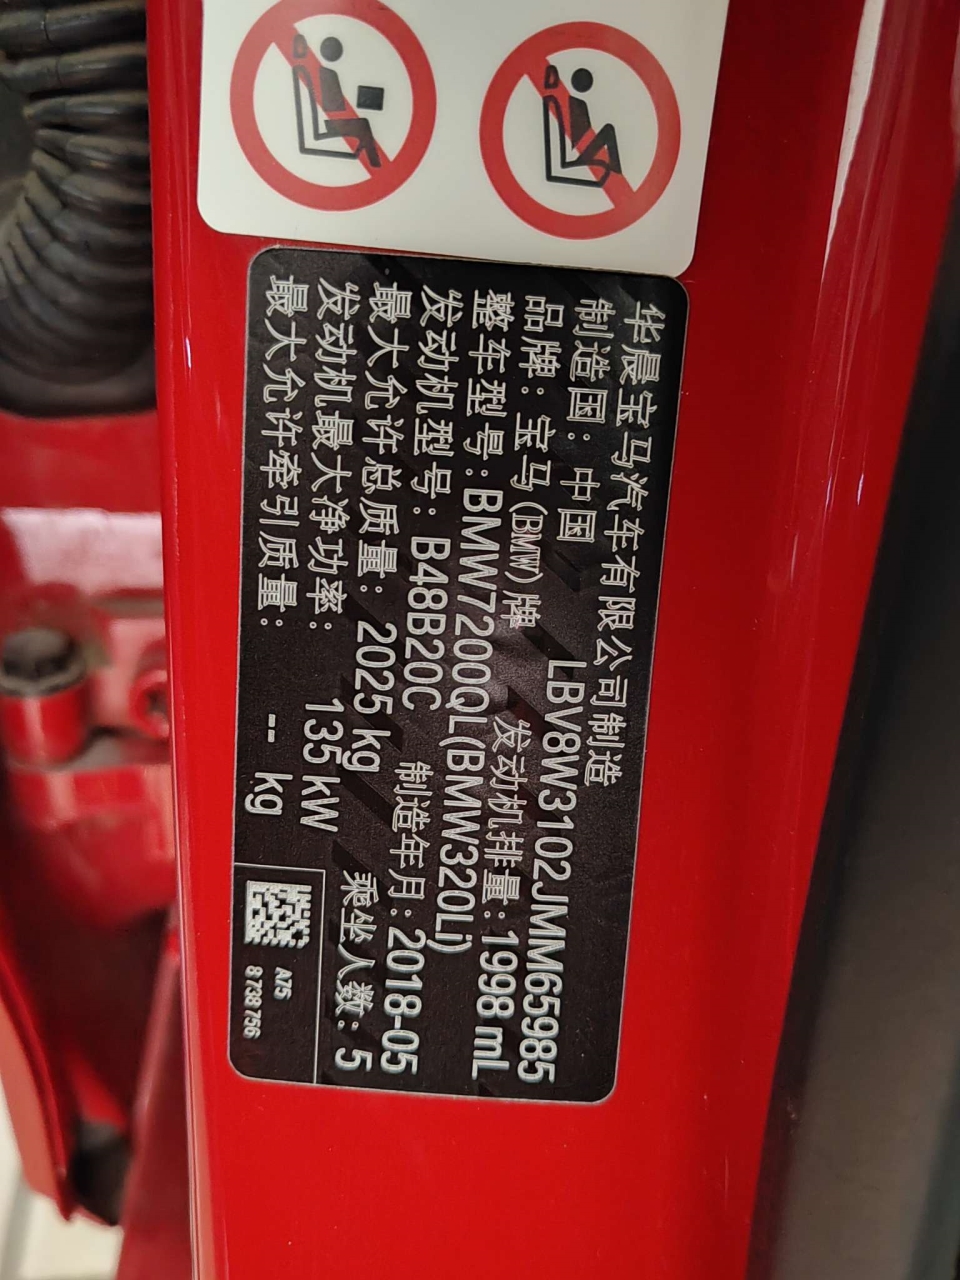 华晨宝马汽车有限公司制造
制造国：中国 LBV8W3102JMM65985
品牌：宝马(BMW)牌 发动机排量：1998 mL
整车型号：BMW7200QL(BMW320Li)
发动机型号：B48B20C 制造年月：2018-05
最大允许总质量：2025 kg 乘坐人数：5
发动机最大净功率：135 kW
最大允许牵引质量：-- kg
A75
8 738 756